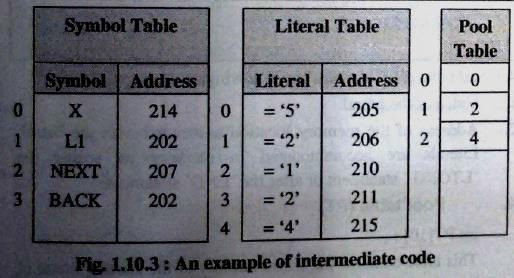 Symbol Table
Symbol Address
0 X 214
1 L1 202
2 NEXT 207
3 BACK 202
Literal Table
Literal Address
0 = '5' 205
1 = '2' 206
2 = '1' 210
3 = '2' 211
4 = '4' 215
Pool
Table
0 0
1 2
2 4
Fig. 1.10.3 : An example of intermediate code